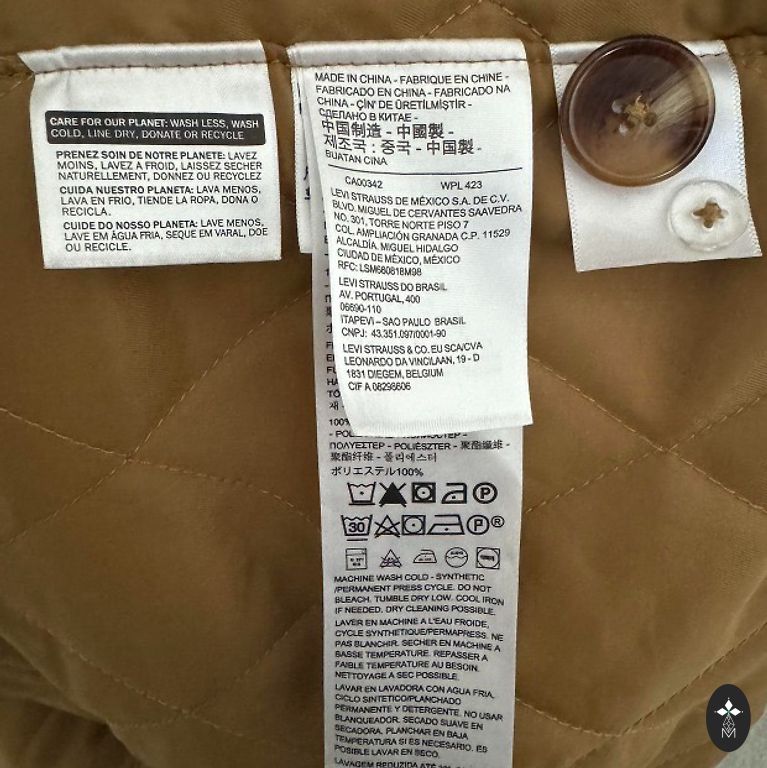 CARE FOR OUR PLANET: WASH LESS, WASH
COLD, LINE DRY, DONATE OR RECYCLE
PRENEZ SOIN DE NOTRE PLANETE: LAVEZ
MOINS, LAVEZ A FROID, LAISSEZ SECHER
NATURELLEMENT, DONNEZ OU RECYCLEZ
CUIDA NUESTRO PLANETA: LAVA MENOS,
LAVA EN FRIO, TIENDE LA ROPA, DONA O
RECICLA.
CUIDE DO NOSSO PLANETA: LAVE MENOS,
LAVE EM ÁGUA FRIA, SEQUE EM VARAL, DOE
OU RECICLE.
MADE IN CHINA - FABRIQUE EN CHINE -
FABRICADO EN CHINA - FABRICADO NA
CHINA - ÇİN' DE ÜRETİLMİŞTİR -
СДЕЛАНО В КИТАЕ -
中国制造 - 中國製 -
제조국 : 중국 - 中国製 -
BUATAN CINA
CA00342 WPL 423
LEVI STRAUSS DE MÉXICO S.A. DE C.V.
BLVD. MIGUEL DE CERVANTES SAAVEDRA
NO. 301, TORRE NORTE PISO 7
COL. AMPLIACIÓN GRANADA C.P. 11529
ALCALDÍA MIGUEL HIDALGO
CIUDAD DE MÉXICO, MÉXICO
RFC: LSM660818M98
LEVI STRAUSS DO BRASIL
AV. PORTUGAL, 400
06690-110
ITAPEVI – SAO PAULO BRASIL
CNPJ: 43.351.097/0001-90
LEVI STRAUSS & CO. EU SCA/CVA
LEONARDO DA VINCILAAN, 19 - D
1831 DIEGEM, BELGIUM
CIF A 08298606
100%
ПОЛУЕСТЕР - POLİESTER - 聚酯纖維 -
聚酯纤维 - 폴리에스터
ポリエステル100%
P
30 P ®
MACHINE WASH COLD - SYNTHETIC
/PERMANENT PRESS CYCLE. DO NOT
BLEACH. TUMBLE DRY LOW. COOL IRON
IF NEEDED. DRY CLEANING POSSIBLE.
LAVER EN MACHINE A L'EAU FROIDE,
CYCLE SYNTHETIQUE/PERMAPRESS. NE
PAS BLANCHIR. SECHER EN MACHINE A
BASSE TEMPERATURE. REPASSER A
FAIBLE TEMPERATURE AU BESOIN.
NETTOYAGE A SEC POSSIBLE.
LAVAR EN LAVADORA CON AGUA FRIA,
CICLO SINTETICO/PLANCHADO
PERMANENTE Y DETERGENTE. NO USAR
BLANQUEADOR. SECADO SUAVE EN
SECADORA. PLANCHAR EN BAJA
TEMPERATURA SI ES NECESARIO. ES
POSIBLE LAVAR EN SECO.
LAVAGEM REDUZIDA ATÉ